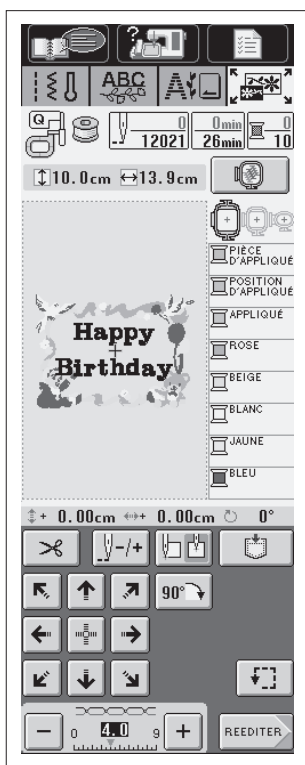 ?
ABC
A
Q
0
12021
0min
26min
0
10
10.0cm 13.9cm
PIÈCE
D'APPLIQUÉ
POSITION
D'APPLIQUÉ
APPLIQUÉ
ROSE
BEIGE
BLANC
JAUNE
BLEU
Happy
Birthday
+ 0.00cm + 0.00cm 0°
-/+
90°
- 0 4.0 9 +
REEDITER